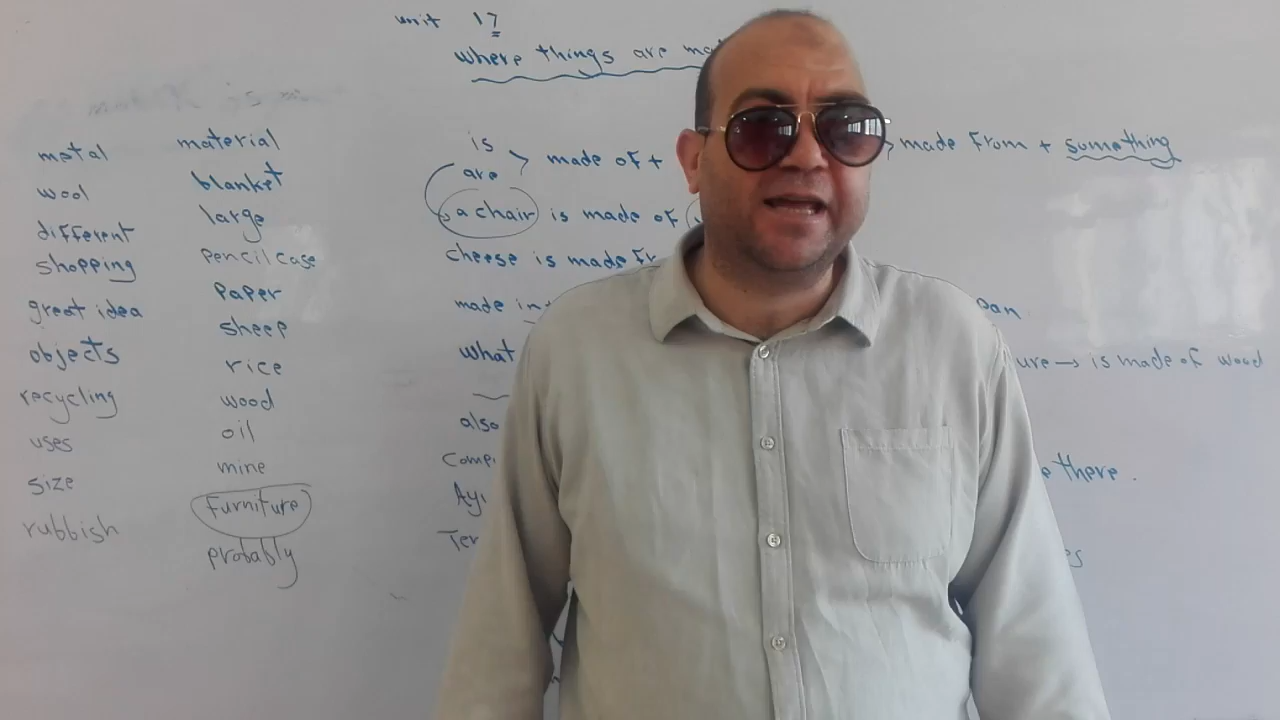 unit 17
where things are
metal
wool
different
shopping
great idea
objects
recycling
uses
size
rubbish
material
blanket
large
pencil case
paper
sheep
rice
wood
oil
mine
Furniture
probably
is
are > made of +
a chair is made of
cheese is made
made
what
also
made from + something
is made of wood
there.